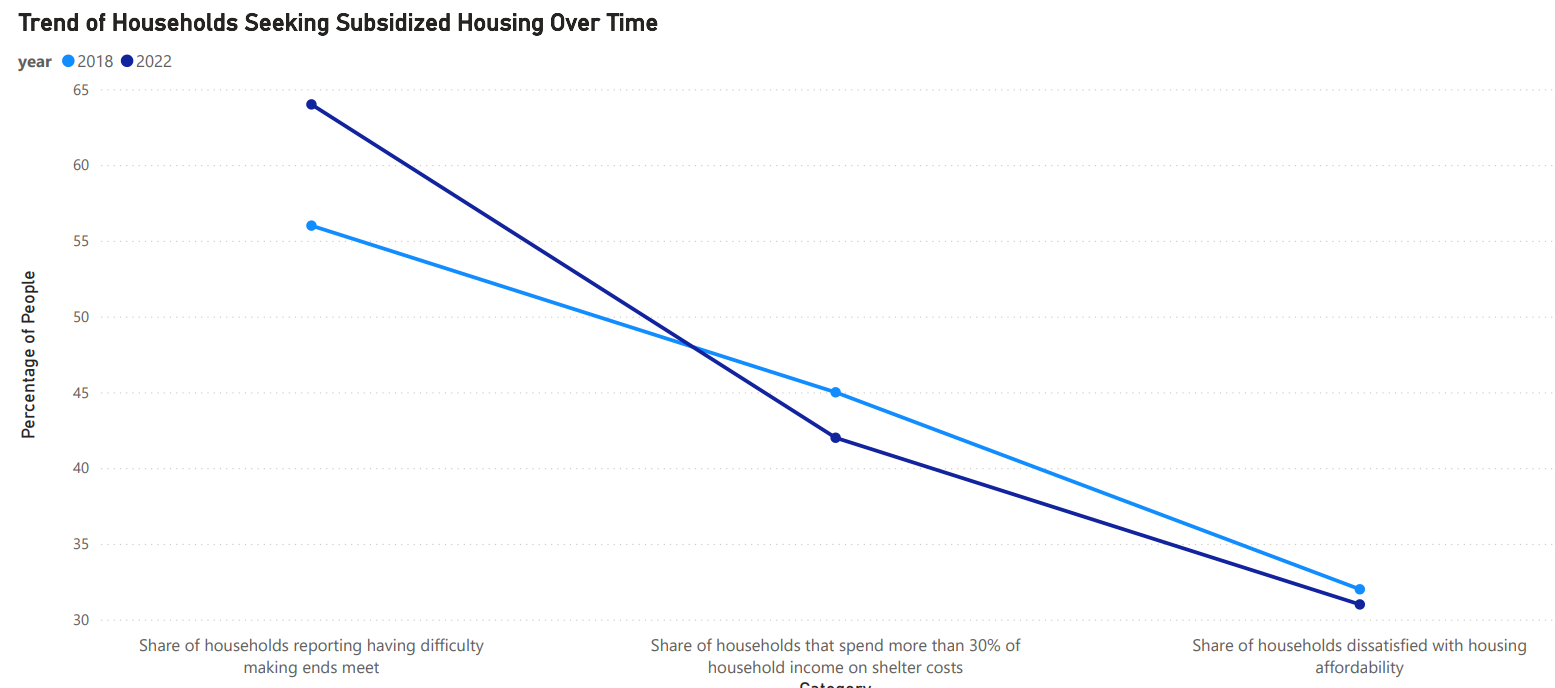 Trend of Households Seeking Subsidized Housing Over Time
year 2018 2022
65
60
55
50
45
40
35
30
Percentage of People
Share of households reporting having difficulty
making ends meet
Share of households that spend more than 30% of
household income on shelter costs
Share of households dissatisfied with housing
affordability
Category